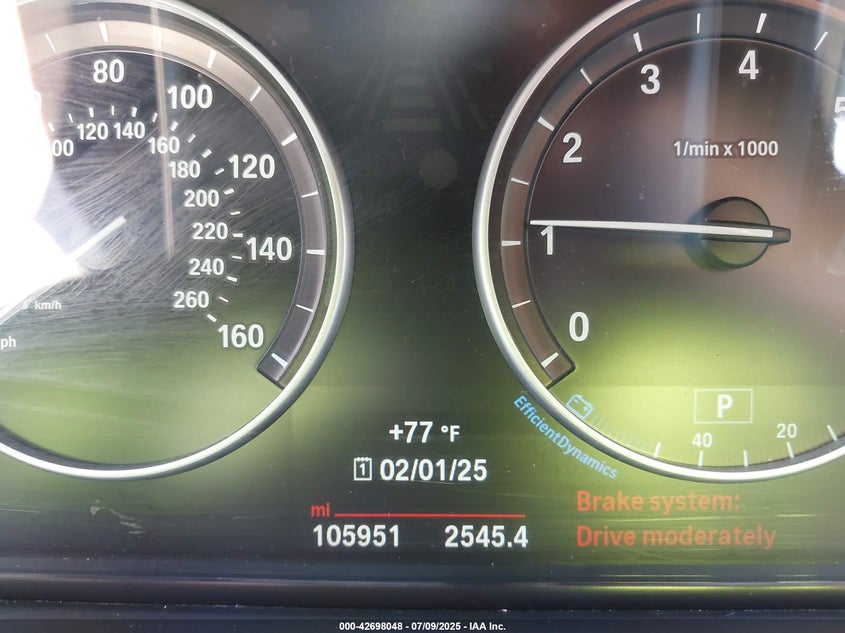 80
100
120
140
160
120 140 160 180 200 220 240 260
km/h
0 1 2 3 4
1/min x 1000
P
40 20
EfficientDynamics
+77 °F
1 02/01/25
mi
105951 2545.4
Brake system:
Drive moderately
000-42698048 - 07/09/2025 - IAA Inc.